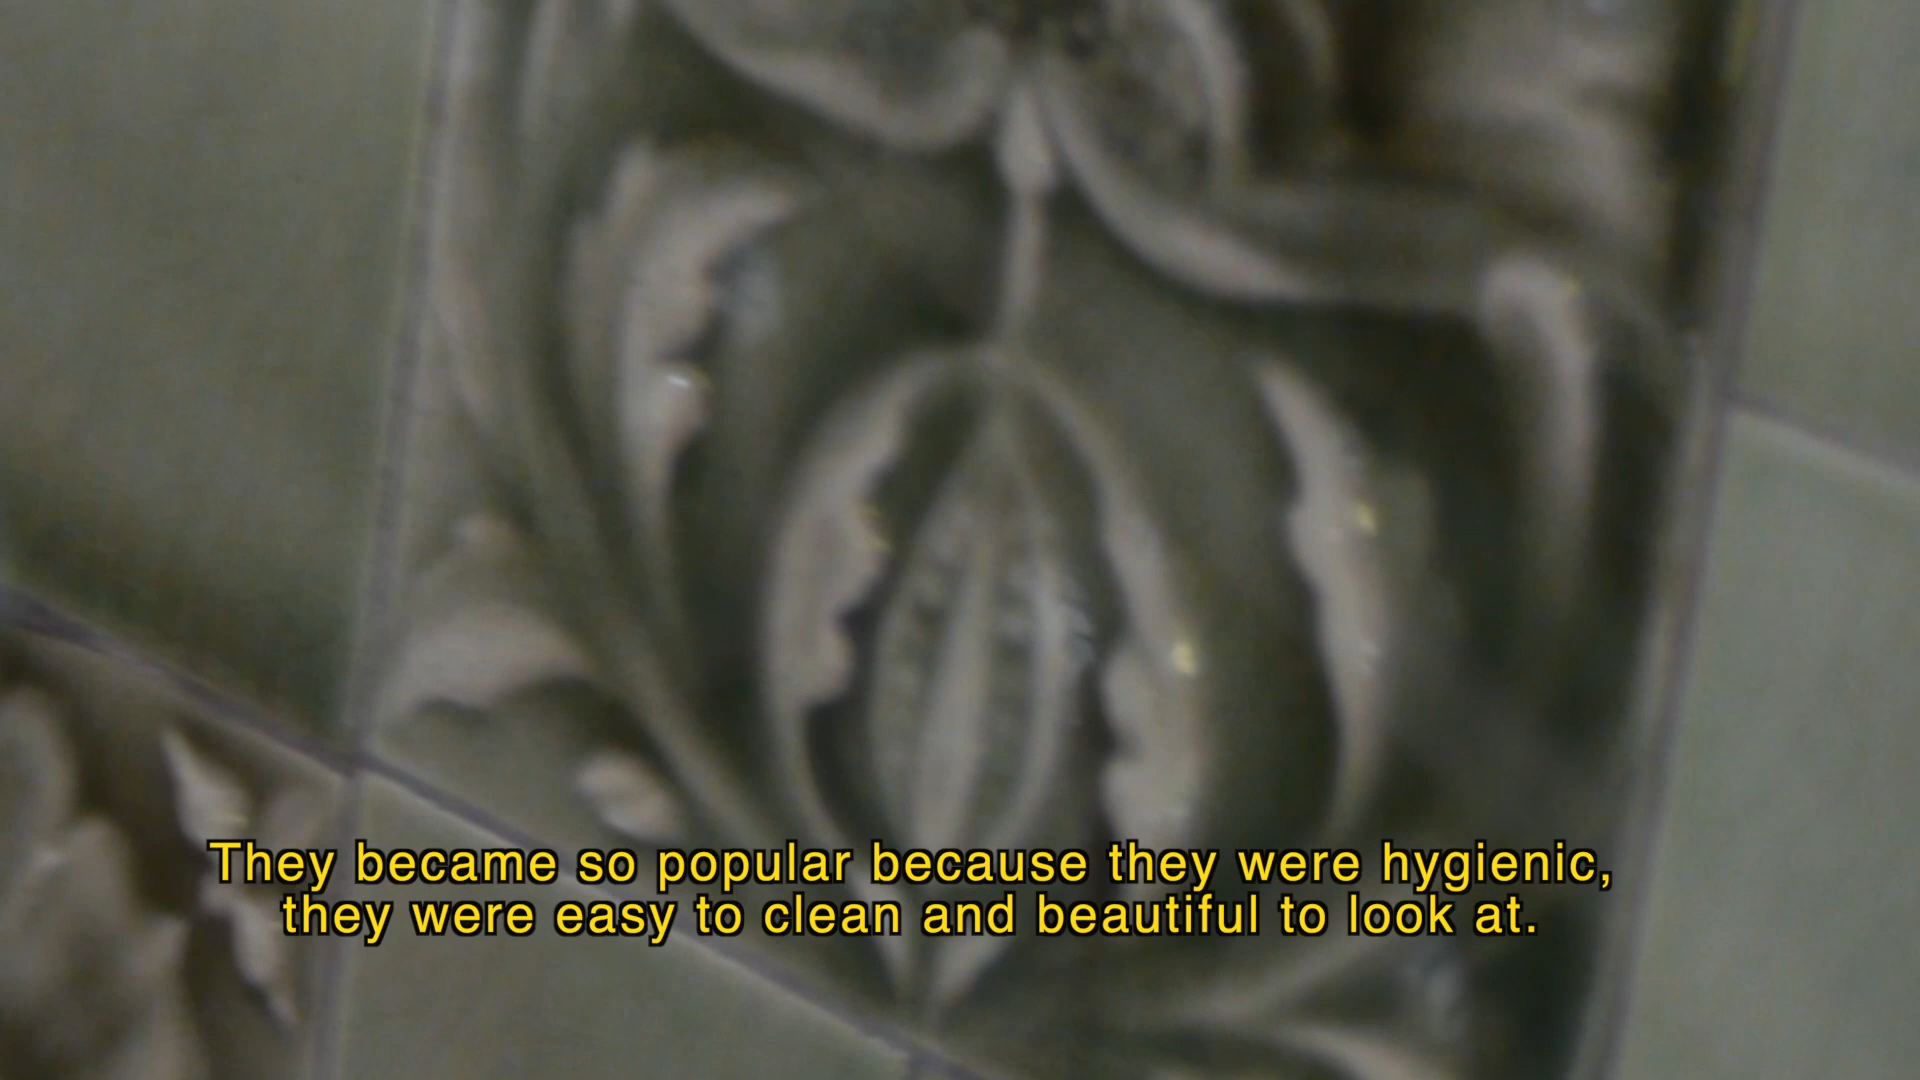 They became so popular because they were hygienic,
they were easy to clean and beautiful to look at.